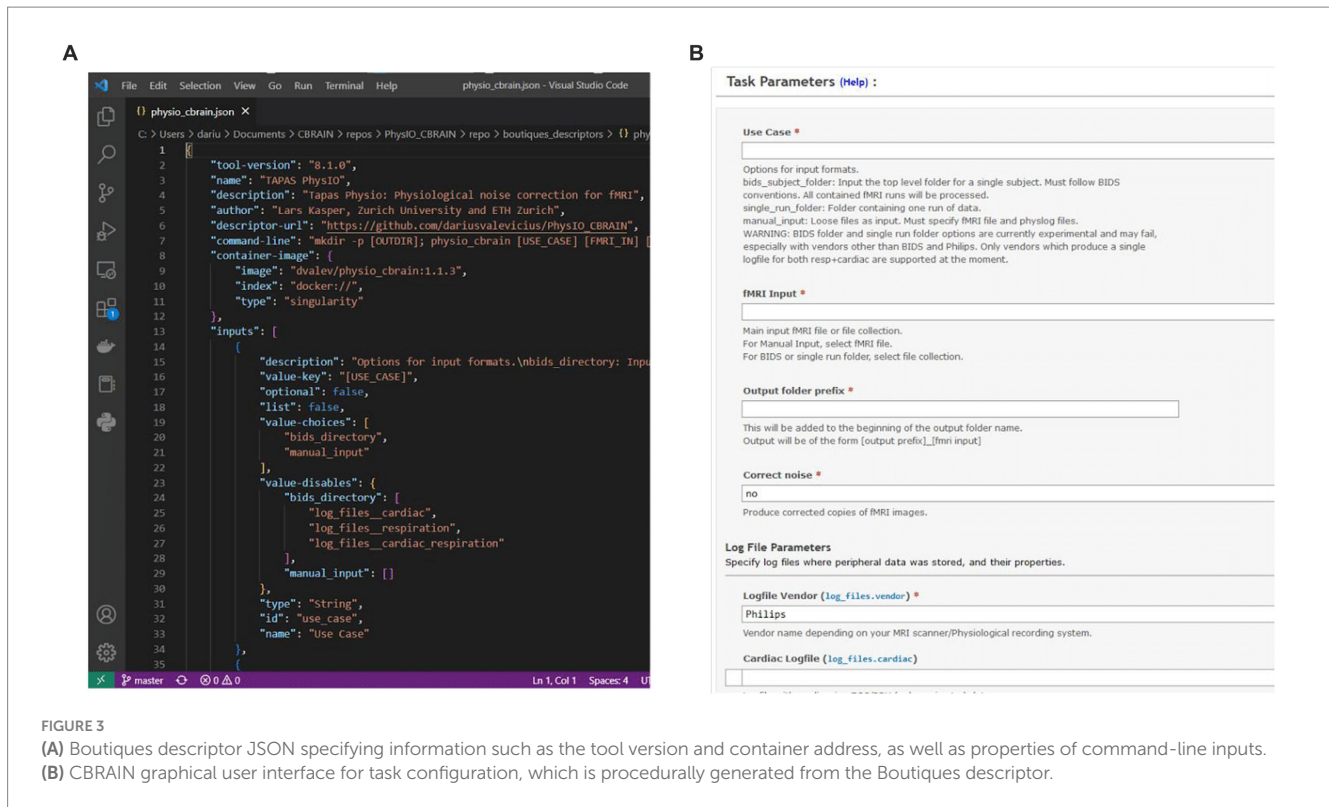 A
File Edit Selection View Go Run Terminal Help physio_cbrain.json - Visual Studio Code
{} physio_cbrain.json ×
C: > Users > dariu > Documents > CBRAIN > repos > PhysIO_CBRAIN > repo > boutiques_descriptors > {} phy
1 {
2 "tool-version": "8.1.0",
3 "name": "TAPAS PhysIO",
4 "description": "Tapas Physio: Physiological noise correction for fMRI",
5 "author": "Lars Kasper, Zurich University and ETH Zurich",
6 "descriptor-url": "https://github.com/dariusvalevicius/PhysIO_CBRAIN",
7 "command-line": "mkdir -p [OUTDIR]; physio_cbrain [USE_CASE] [FMRI_IN] [
8 "container-image": {
9 "image": "dvalev/physio_cbrain:1.1.3",
10 "index": "docker://",
11 "type": "singularity"
12 },
13 "inputs": [
14 {
15 "description": "Options for input formats.\nbids_directory: Inpu
16 "value-key": "[USE_CASE]",
17 "optional": false,
18 "list": false,
19 "value-choices": [
20 "bids_directory",
21 "manual_input"
22 ],
23 "value-disables": {
24 "bids_directory": [
25 "log_files__cardiac",
26 "log_files__respiration",
27 "log_files__cardiac_respiration"
28 ],
29 "manual_input": []
30 },
31 "type": "String",
32 "id": "use_case",
33 "name": "Use Case"
34 },
35 {
1
master 0 0 Ln 1, Col 1 Spaces: 4 UT
B
Task Parameters (Help) :
Use Case *
Options for input formats.
bids_subject_folder: Input the top level folder for a single subject. Must follow BIDS
conventions. All contained fMRI runs will be processed.
single_run_folder: Folder containing one run of data.
manual_input: Loose files as input. Must specify fMRI file and physlog files.
WARNING: BIDS folder and single run folder options are currently experimental and may fail,
especially with vendors other than BIDS and Philips. Only vendors which produce a single
logfile for both resp+cardiac are supported at the moment.
fMRI Input *
Main input fMRI file or file collection.
For Manual Input, select fMRI file.
For BIDS or single run folder, select file collection.
Output folder prefix *
This will be added to the beginning of the output folder name.
Output will be of the form [output prefix]_[fmri input]
Correct noise *
no
Produce corrected copies of fMRI images.
Log File Parameters
Specify log files where peripheral data was stored, and their properties.
Logfile Vendor (log_files.vendor) *
Philips
Vendor name depending on your MRI scanner/Physiological recording system.
Cardiac Logfile (log_files.cardiac)
FIGURE 3
(A) Boutiques descriptor JSON specifying information such as the tool version and container address, as well as properties of command-line inputs.
(B) CBRAIN graphical user interface for task configuration, which is procedurally generated from the Boutiques descriptor.